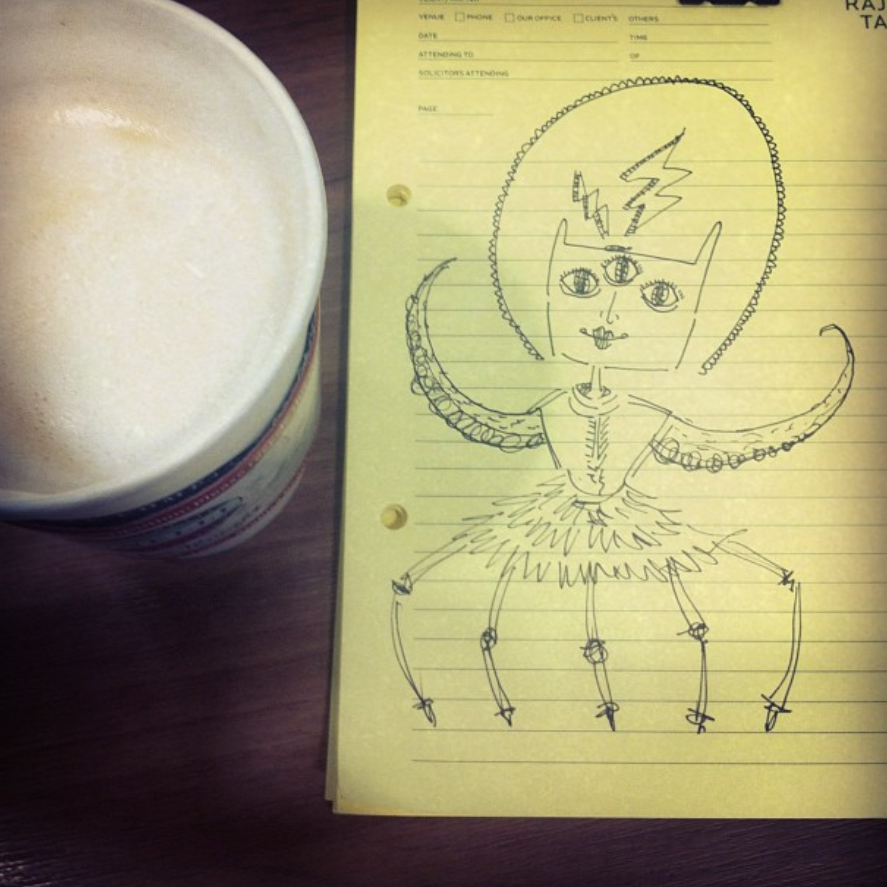 VENUE PHONE OUR OFFICE CLIENT'S OTHERS
DATE TIME
ATTENDING TO OF
SOLICITORS ATTENDING
PAGE
RAJ
TA